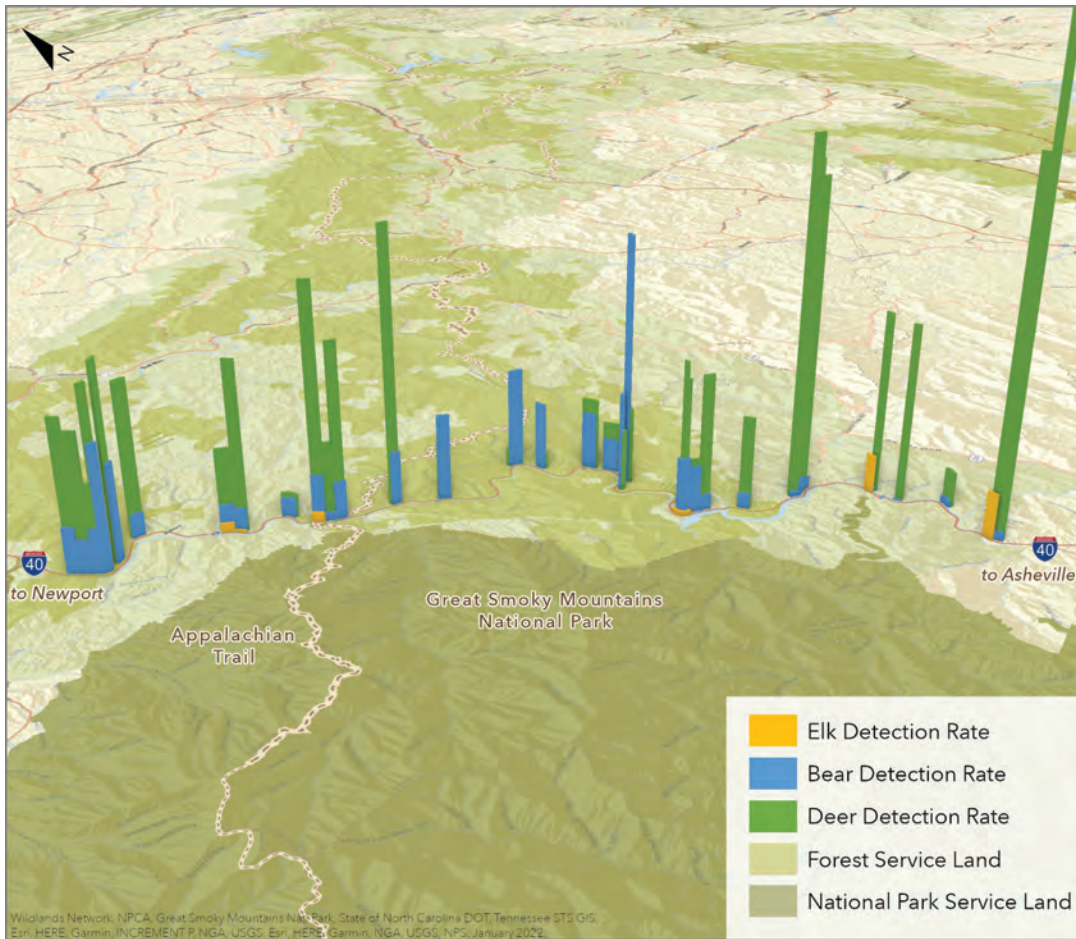 N
40
to Newport
40
to Asheville
Great Smoky Mountains
National Park
Appalachian
Trail
Elk Detection Rate
Bear Detection Rate
Deer Detection Rate
Forest Service Land
National Park Service Land
Wildlands Network, NPCA, Great Smoky Mountains Nat. Park, State of North Carolina DOT, Tennessee STS GIS,
Esri, HERE, Garmin, INCREMENT P, NGA, USGS. Esri, HERE, Garmin, NGA, USGS, NPS, January 2022.